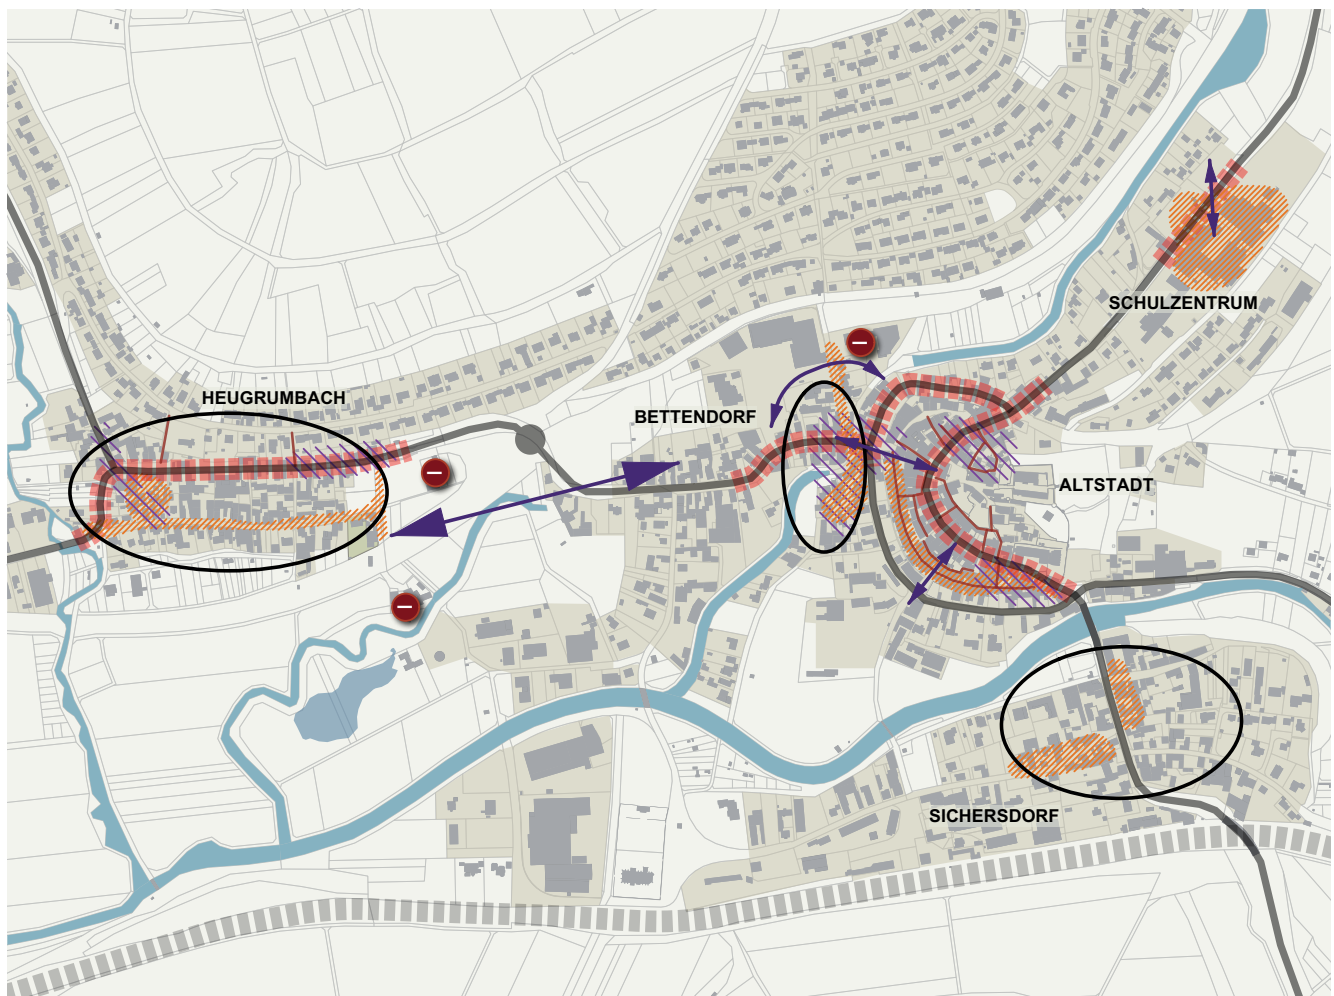 SCHULZENTRUM
HEUGRUMBACH
BETTENDORF
ALTSTADT
SICHERSDORF